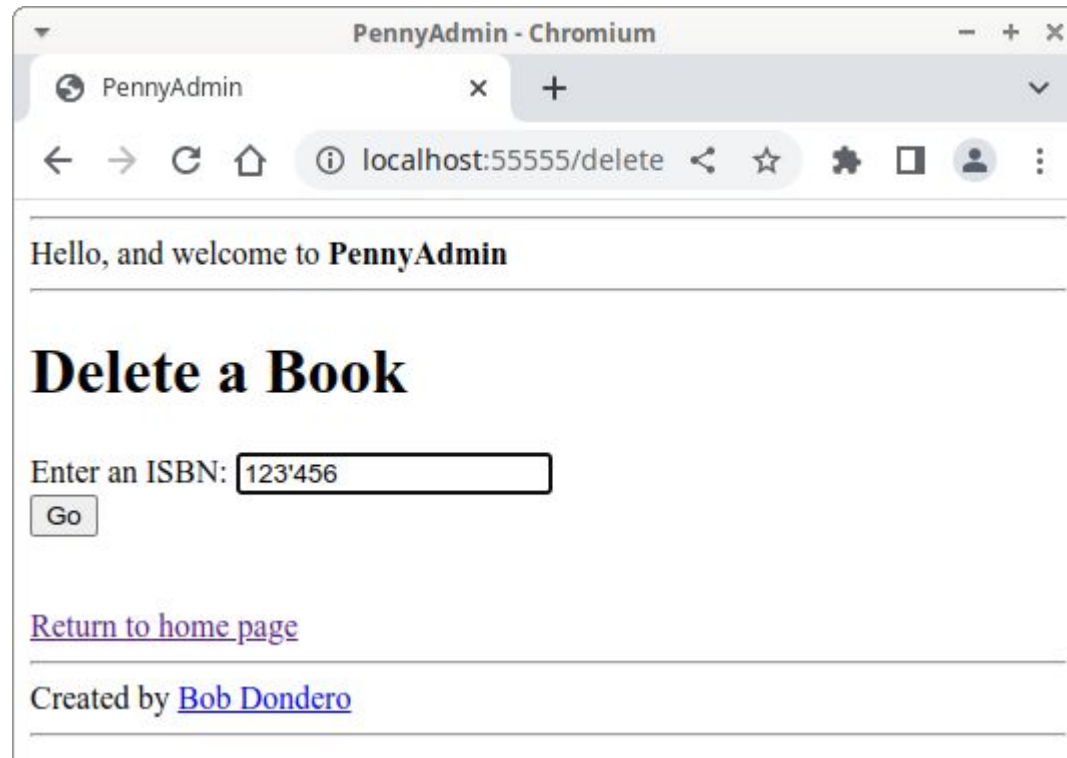 PennyAdmin - Chromium
PennyAdmin
localhost:55555/delete
Hello, and welcome to PennyAdmin
Delete a Book
Enter an ISBN: 123'456
Go
Return to home page
Created by Bob Dondero